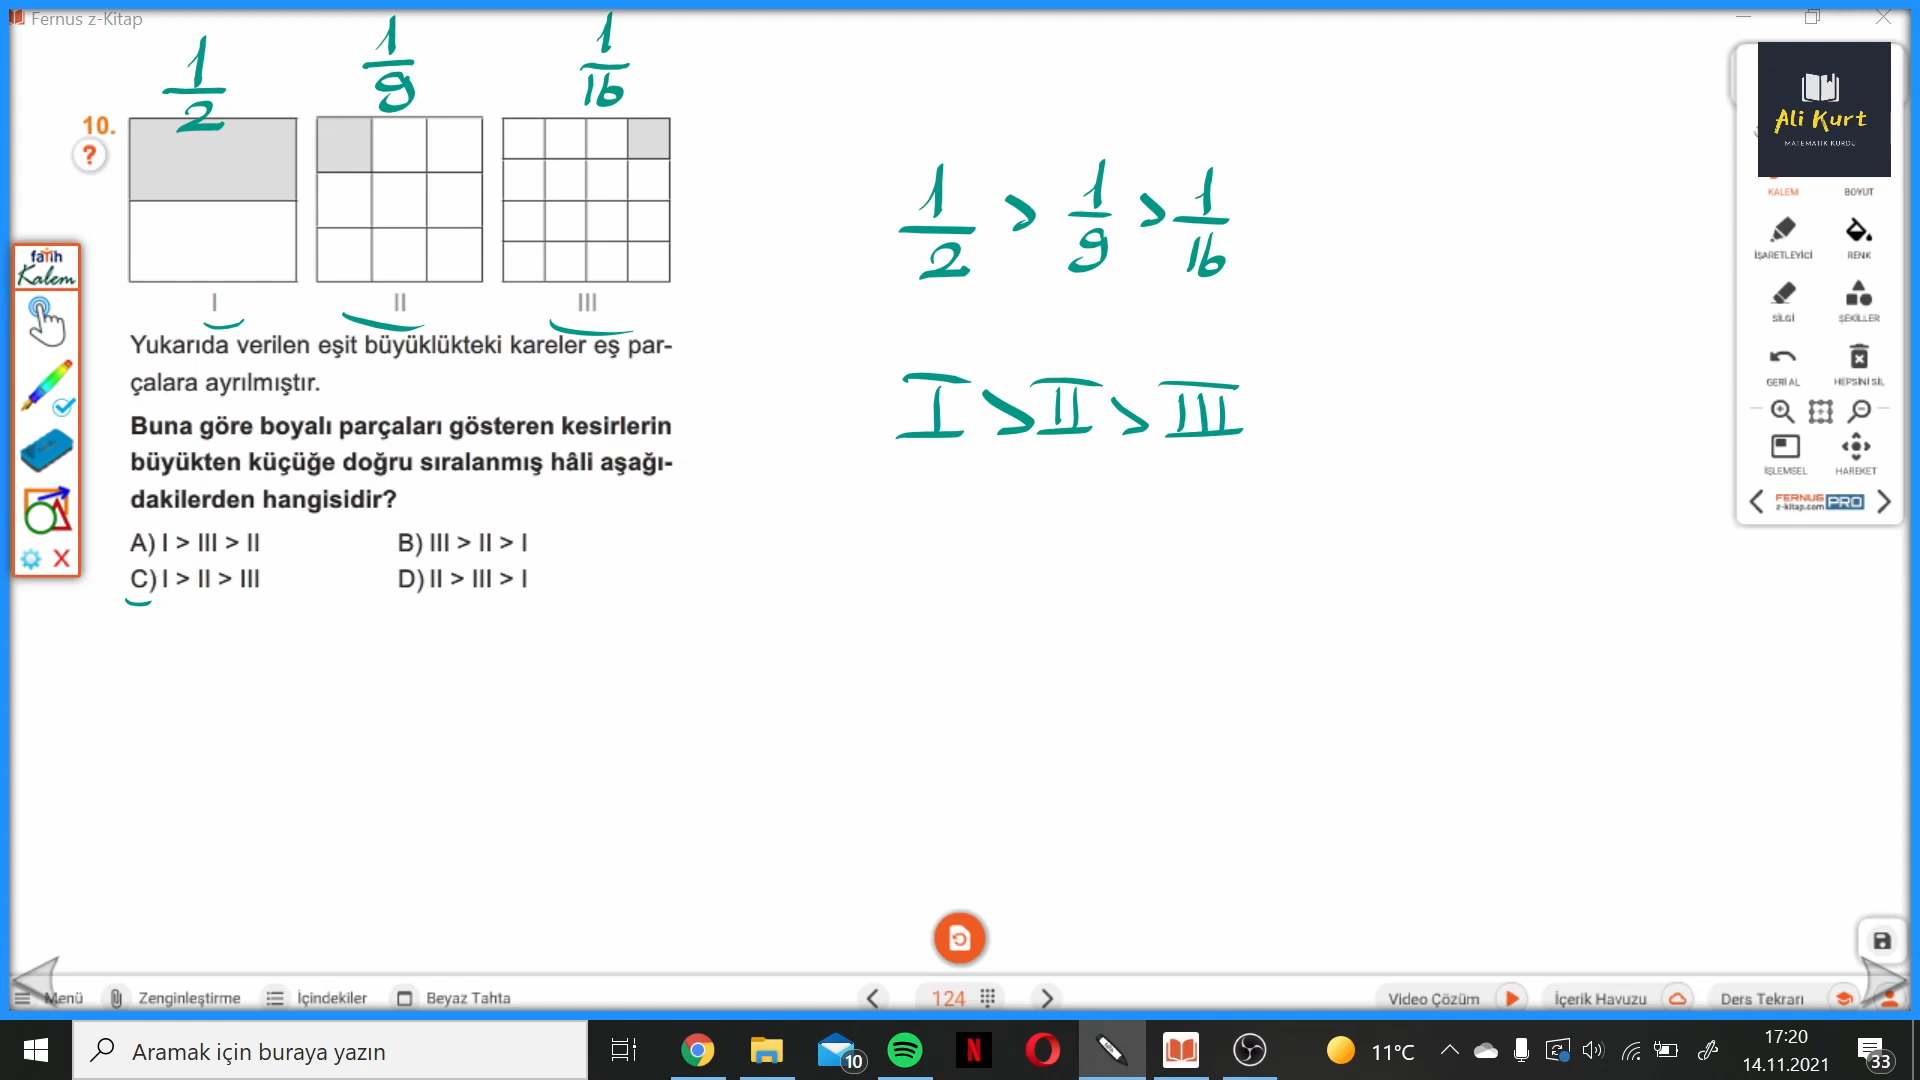 Fernus z-Kitap
1/2
1/9
1/16
10.
?
I
II
III
Yukarıda verilen eşit büyüklükteki kareler eş par-
çalara ayrılmıştır.
Buna göre boyalı parçaları gösteren kesirlerin
büyükten küçüğe doğru sıralanmış hâli aşağı-
dakilerden hangisidir?
A) I > III > II
B) III > II > I
C) I > II > III
D) II > III > I
1/2 > 1/9 > 1/16
I > II > III
fatih
Kalem
Ali Kurt
MATEMATİK KURDU
KALEM
BOYUT
İŞARETLEYİCİ
RENK
SİLGİ
ŞEKİLLER
GERİ AL
HEPSİNİ SİL
İŞLEMSEL
HAREKET
FERNUS PRO
z-kitap.com
Menü
Zenginleştirme
İçindekiler
Beyaz Tahta
124
Video Çözüm
İçerik Havuzu
Ders Tekrarı
Aramak için buraya yazın
10
N
11°C
17:20
14.11.2021
33